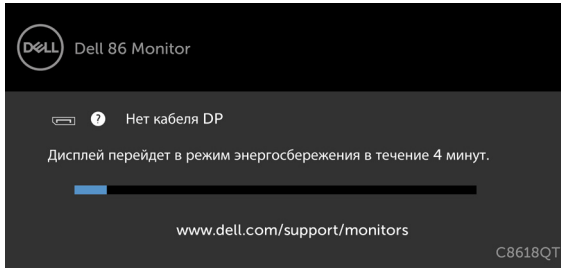 DELL
Dell 86 Monitor
? Нет кабеля DP
Дисплей перейдет в режим энергосбережения в течение 4 минут.
www.dell.com/support/monitors
C8618QT